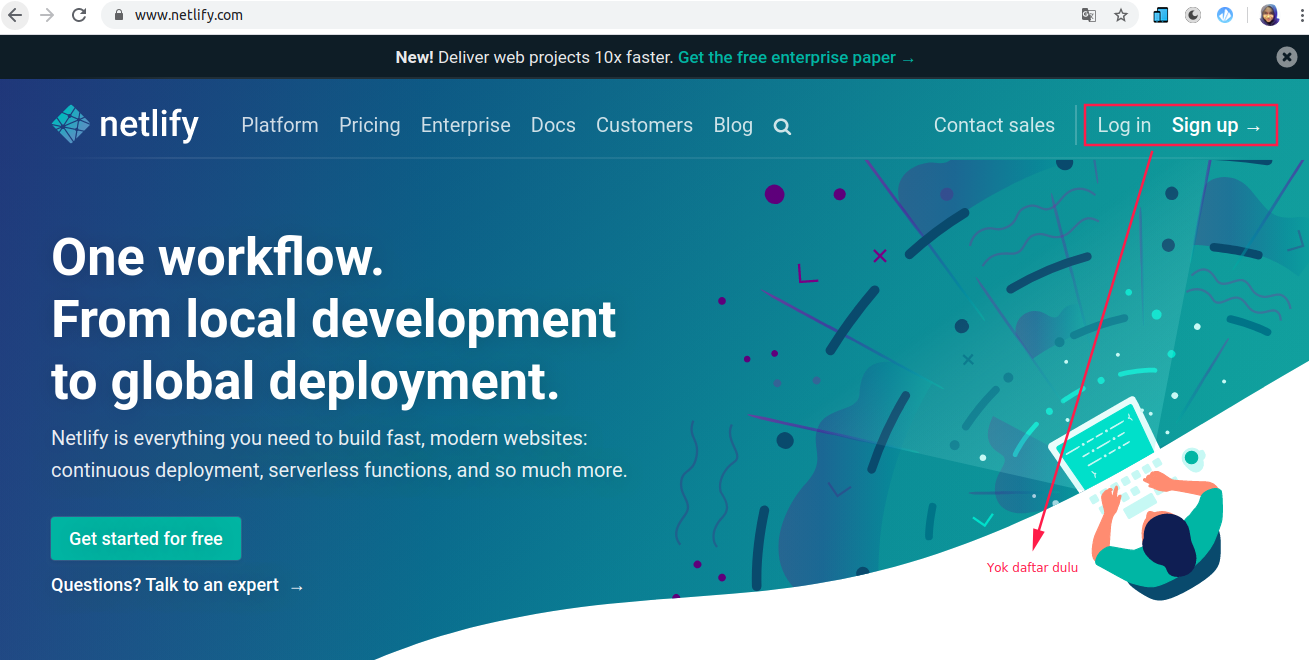 www.netlify.com
New! Deliver web projects 10x faster. Get the free enterprise paper →
netlify Platform Pricing Enterprise Docs Customers Blog Contact sales Log in Sign up →
One workflow.
From local development
to global deployment.
Netlify is everything you need to build fast, modern websites:
continuous deployment, serverless functions, and so much more.
Get started for free
Yok daftar dulu
Questions? Talk to an expert →